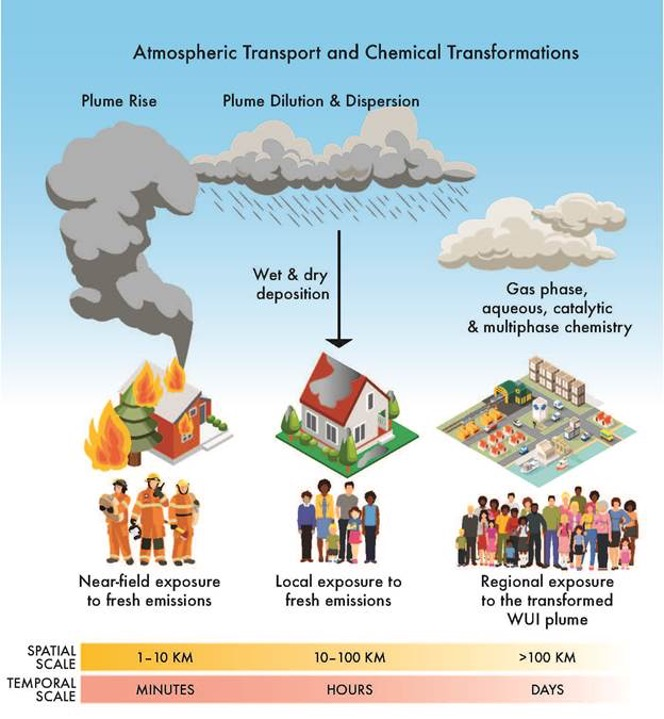 Atmospheric Transport and Chemical Transformations
Plume Rise
Plume Dilution & Dispersion
Wet & dry
deposition
Gas phase,
aqueous, catalytic
& multiphase chemistry
Near-field exposure
to fresh emissions
Local exposure to
fresh emissions
Regional exposure
to the transformed
WUI plume
SPATIAL
SCALE
1–10 KM
10–100 KM
>100 KM
TEMPORAL
SCALE
MINUTES
HOURS
DAYS